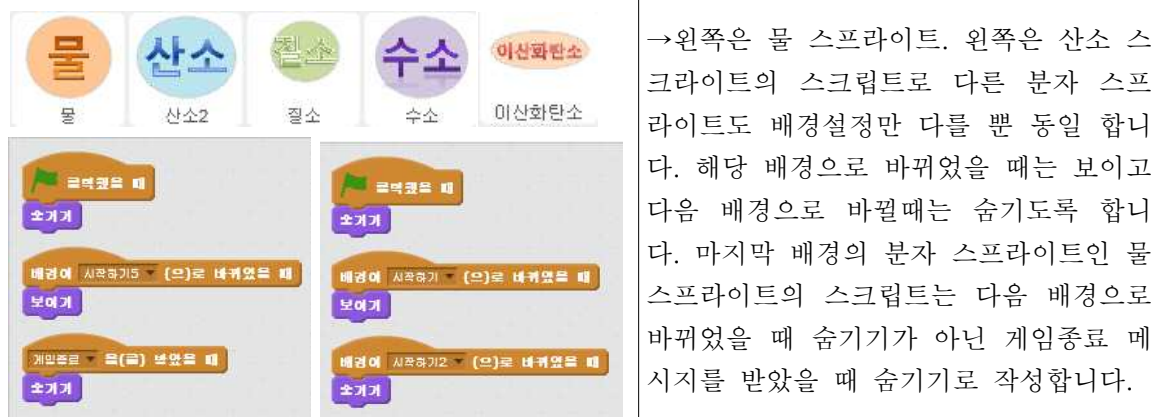 물 산소 질소 수소 이산화탄소
물 산소2 질소 수소 이산화탄소
클릭했을 때
숨기기
배경이 시작하기5 (으)로 바뀌었을 때
보이기
게임종료 을(를) 받았을 때
숨기기
클릭했을 때
숨기기
배경이 시작하기 (으)로 바뀌었을 때
보이기
배경이 시작하기2 (으)로 바뀌었을 때
숨기기
→왼쪽은 물 스프라이트. 왼쪽은 산소 스
크라이트의 스크립트로 다른 분자 스프
라이트도 배경설정만 다를 뿐 동일 합니
다. 해당 배경으로 바뀌었을 때는 보이고
다음 배경으로 바뀔때는 숨기도록 합니
다. 마지막 배경의 분자 스프라이트인 물
스프라이트의 스크립트는 다음 배경으로
바뀌었을 때 숨기기가 아닌 게임종료 메
시지를 받았을 때 숨기기로 작성합니다.